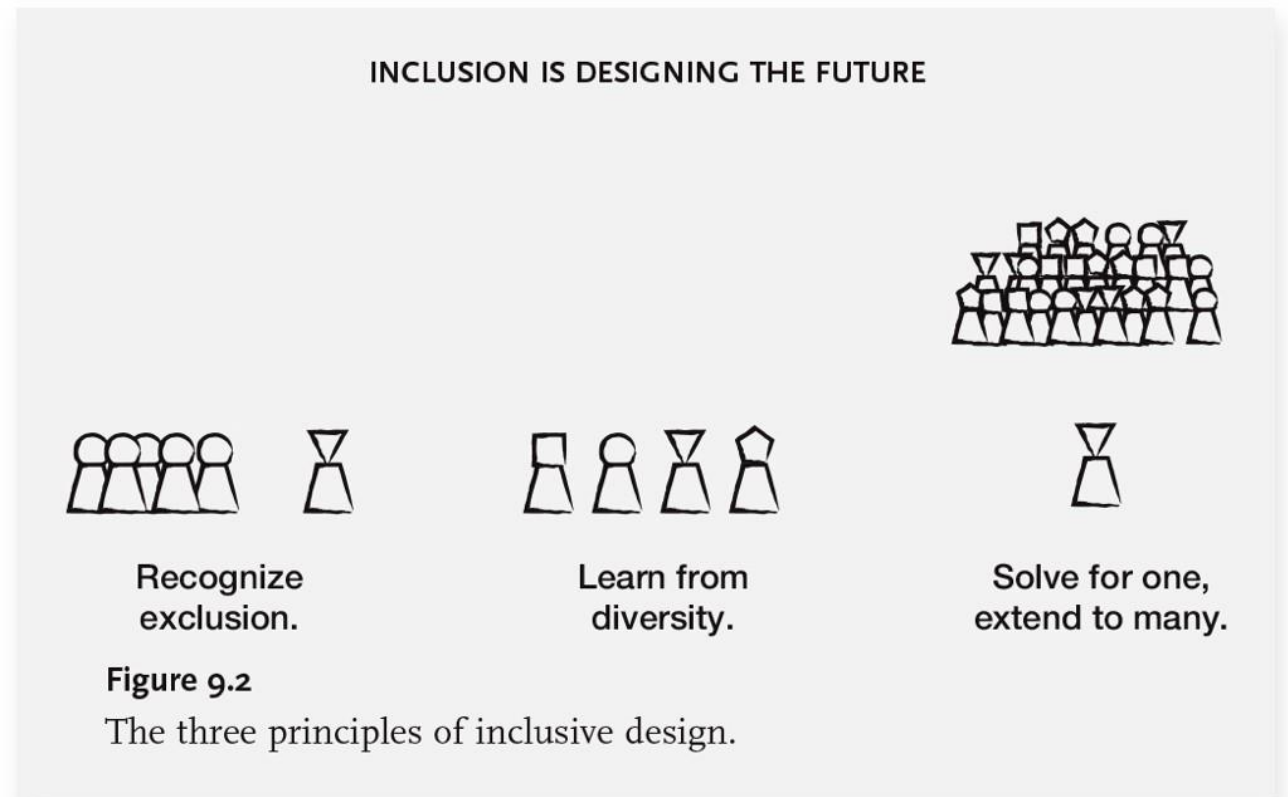 INCLUSION IS DESIGNING THE FUTURE
Recognize
exclusion.
Learn from
diversity.
Solve for one,
extend to many.
Figure 9.2
The three principles of inclusive design.